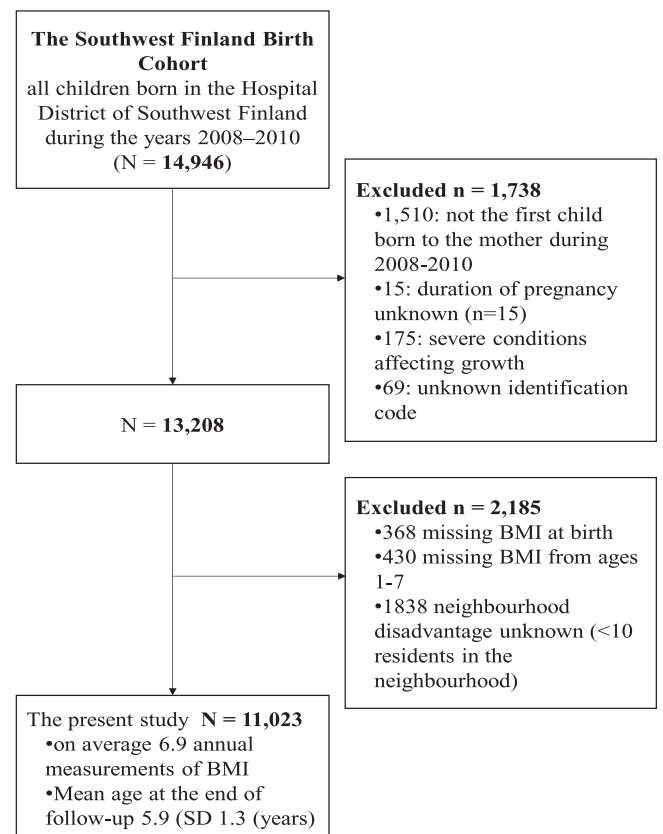 The Southwest Finland Birth
Cohort
all children born in the Hospital
District of Southwest Finland
during the years 2008–2010
(N = 14,946)
Excluded n = 1,738
•1,510: not the first child
born to the mother during
2008-2010
•15: duration of pregnancy
unknown (n=15)
•175: severe conditions
affecting growth
•69: unknown identification
code
N = 13,208
Excluded n = 2,185
•368 missing BMI at birth
•430 missing BMI from ages
1-7
•1838 neighbourhood
disadvantage unknown (<10
residents in the
neighbourhood)
The present study N = 11,023
•on average 6.9 annual
measurements of BMI
•Mean age at the end of
follow-up 5.9 (SD 1.3 (years)